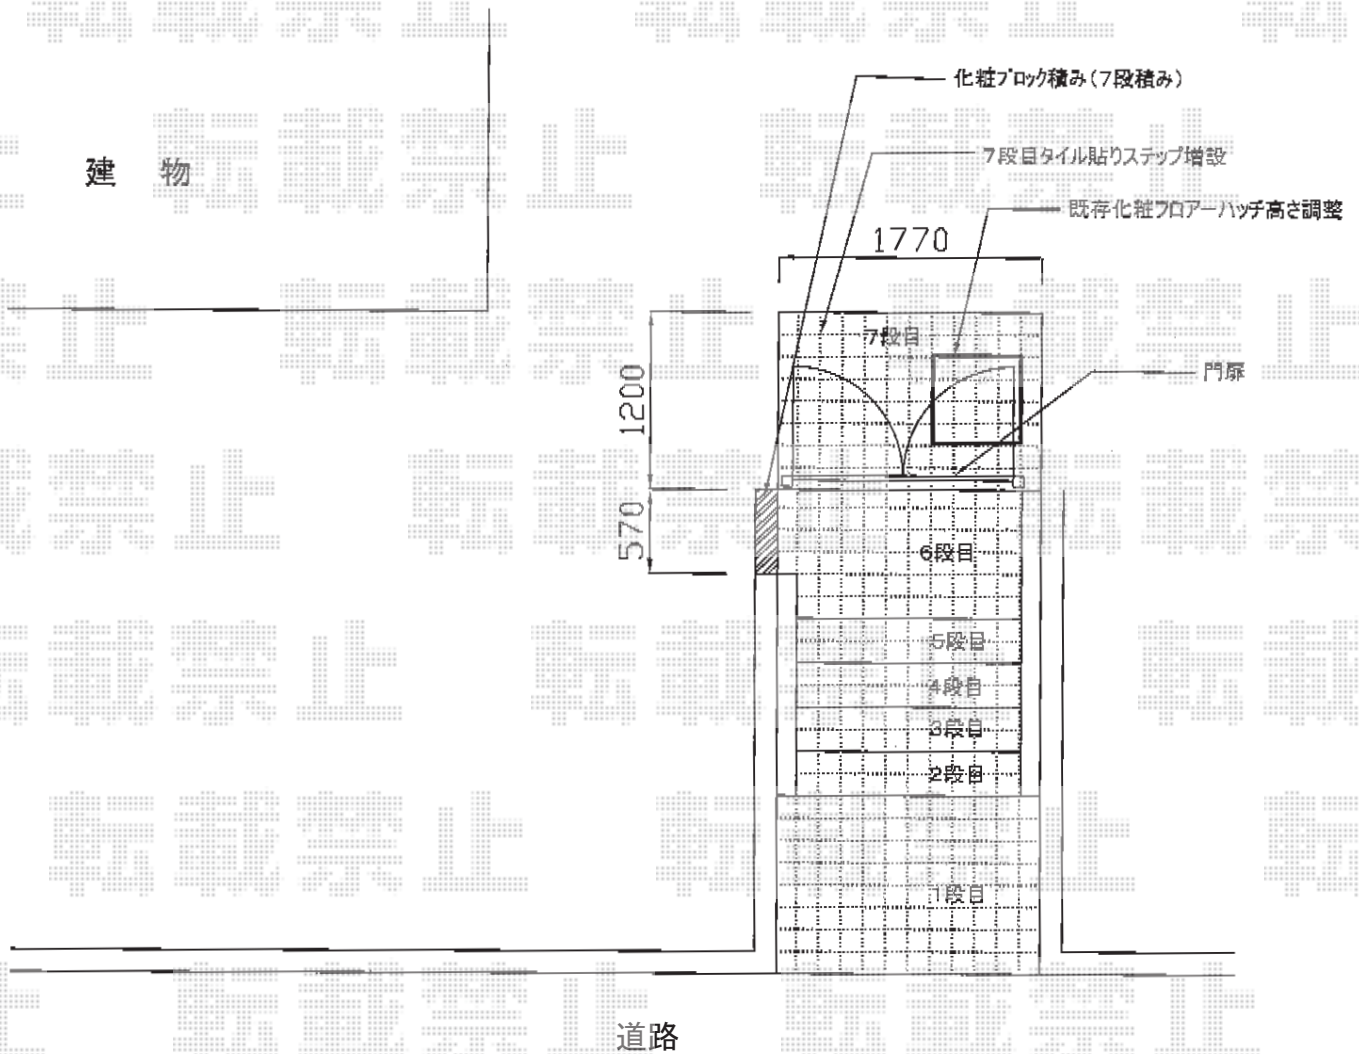 化粧ブロック積み(7段積み)
建 物
7段目タイル貼りステップ増設
既存化粧フロアーハッチ高さ調整
1770
7段目
門扉
1200
570
6段目
5段目
4段目
3段目
2段目
1段目
道路
転載禁止